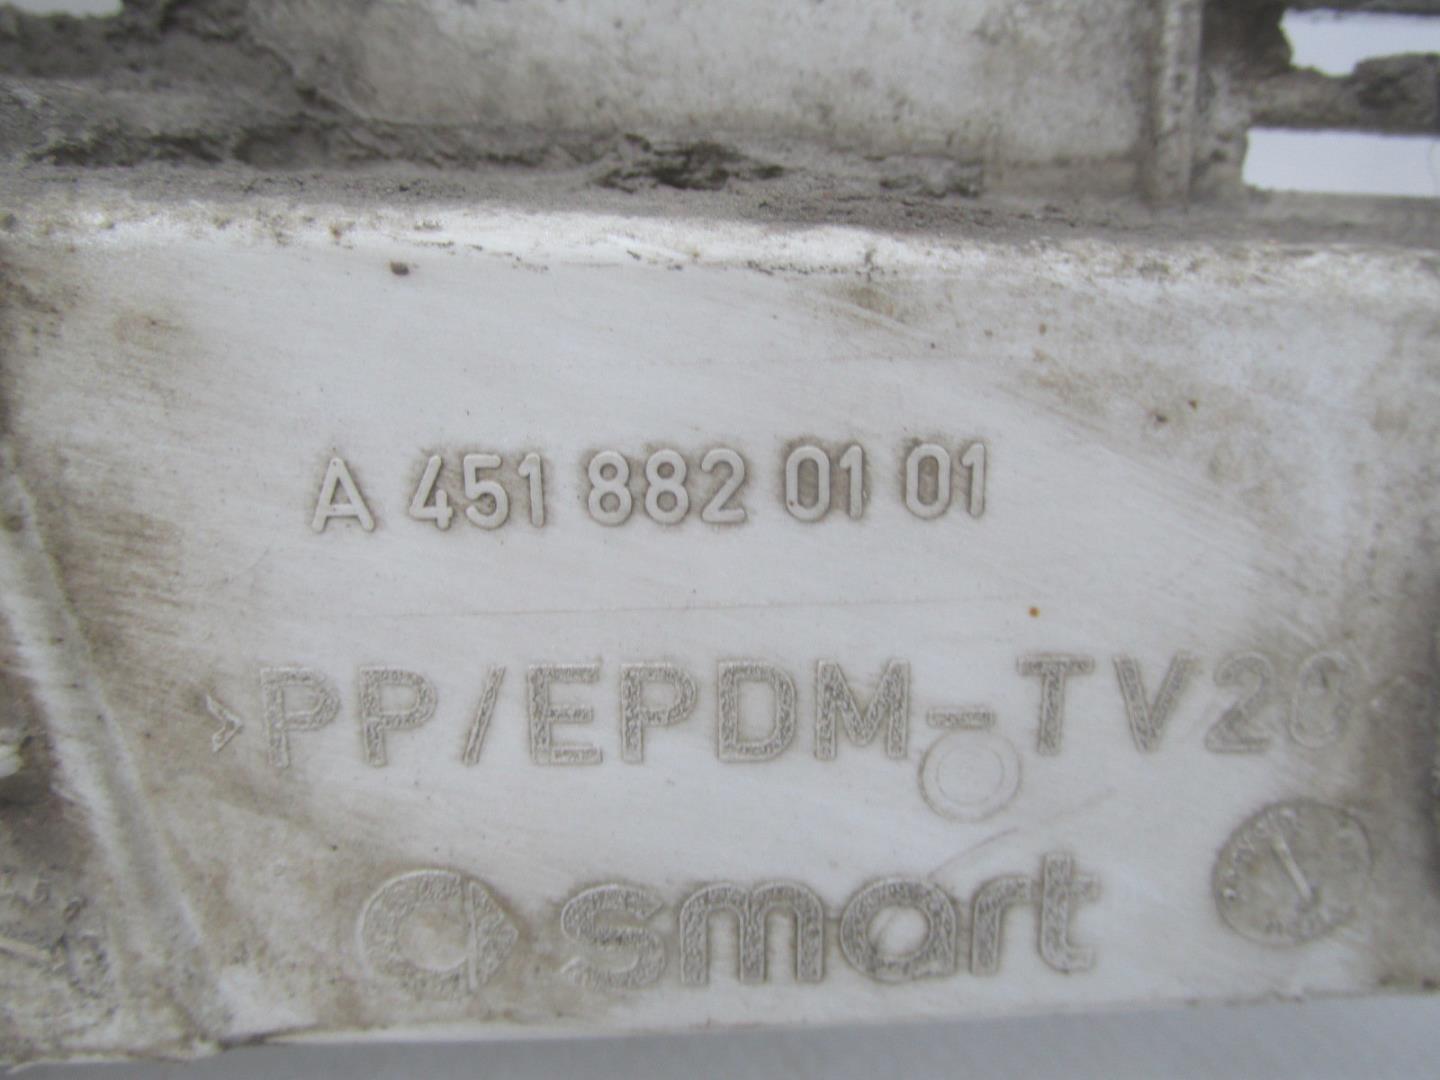 A 451 882 01 01
>PP/EPDM-TV20
smart